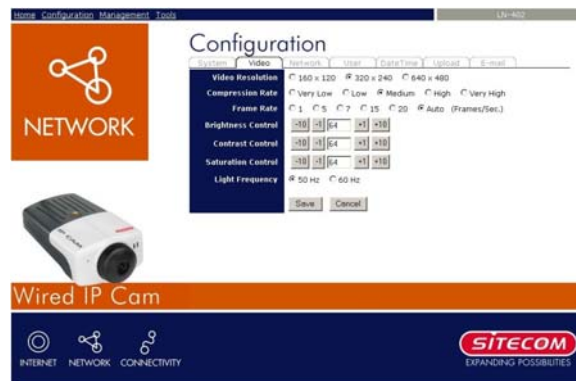 Home Configuration Management Tools
LN-402
Configuration
System Video Network User DateTime Upload E-mail
Video Resolution 160 x 120 320 x 240 640 x 480
Compression Rate Very Low Low Medium High Very High
Frame Rate 1 5 7 15 20 Auto (Frames/Sec.)
Brightness Control -10 -1 64 +1 +10
Contrast Control -10 -1 64 +1 +10
Saturation Control -10 -1 64 +1 +10
Light Frequency 50 Hz 60 Hz
Save Cancel
NETWORK
IP CAM
Wired IP Cam
INTERNET NETWORK CONNECTIVITY
SITECOM
EXPANDING POSSIBILITIES